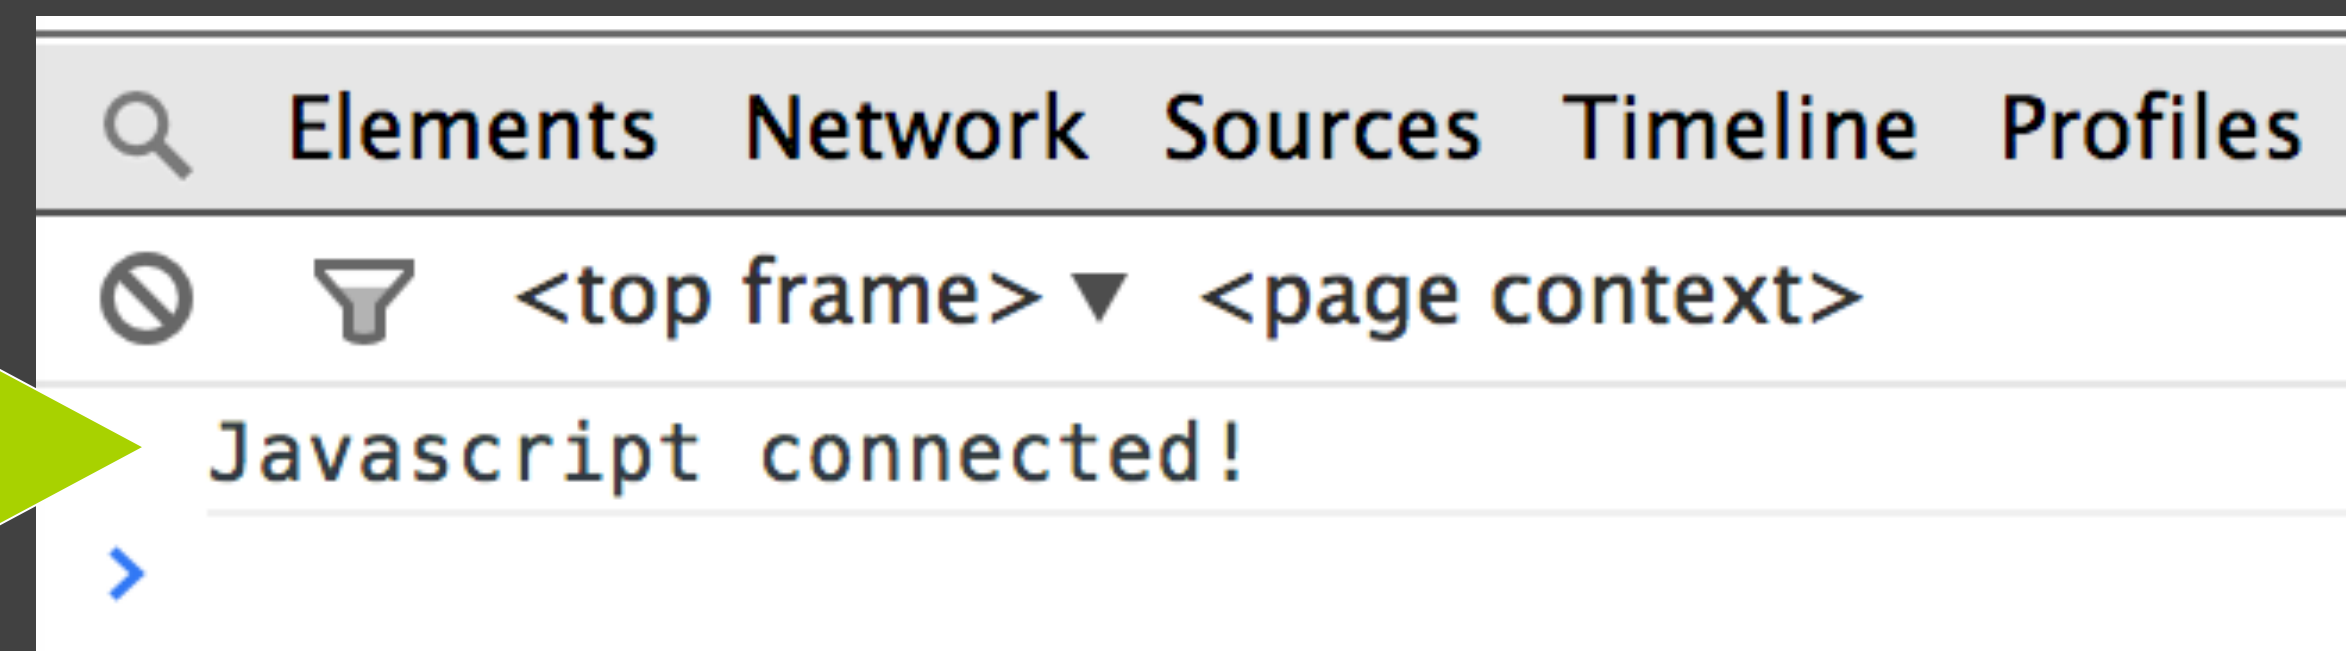 Elements Network Sources Timeline Profiles
<top frame> <page context>
Javascript connected!